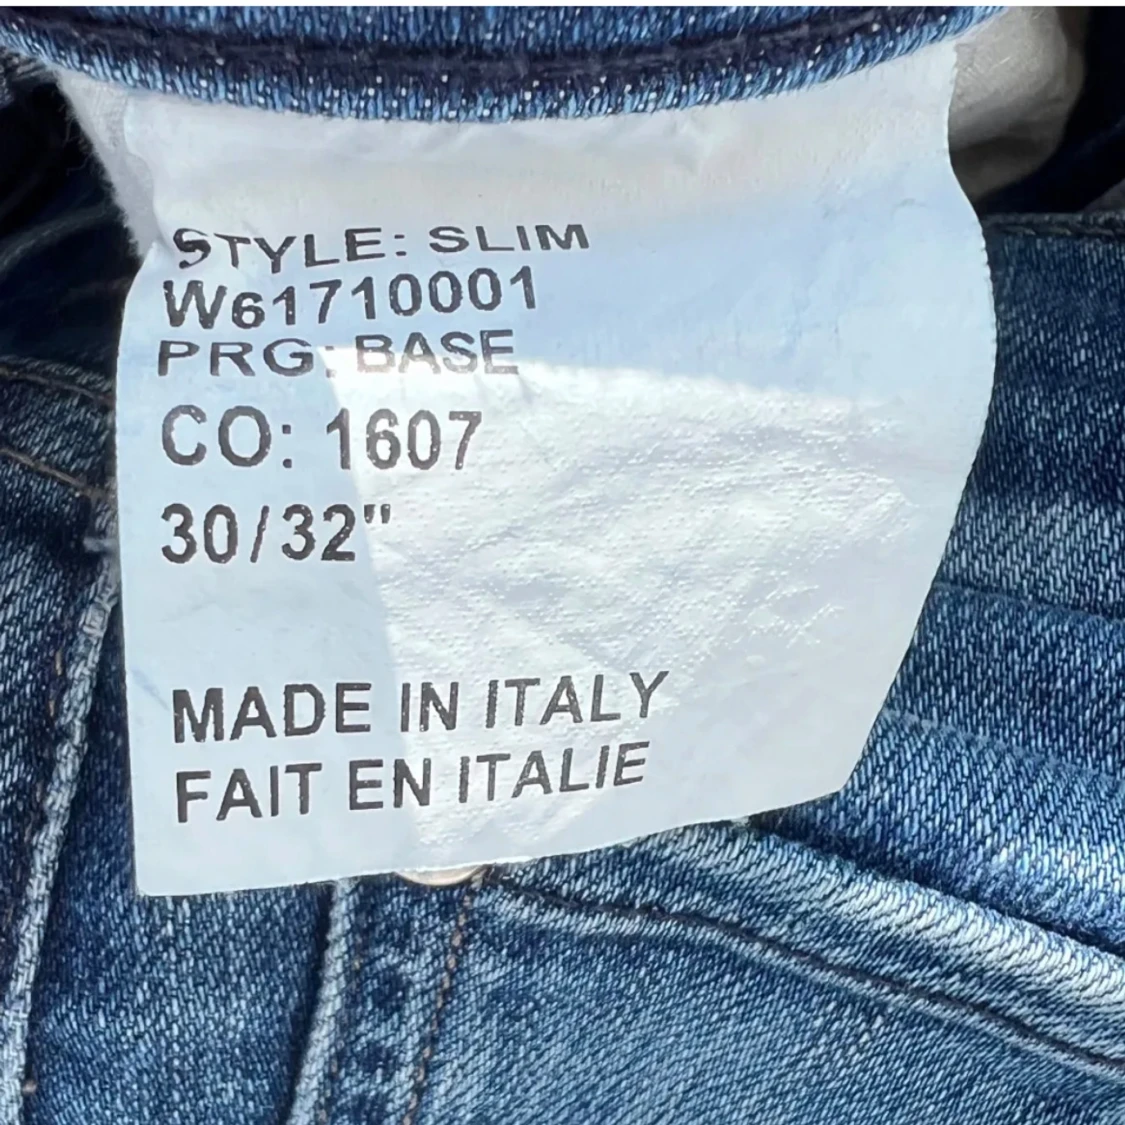 STYLE: SLIM
W61710001
PRG: BASE
CO: 1607
30/32"
MADE IN ITALY
FAIT EN ITALIE